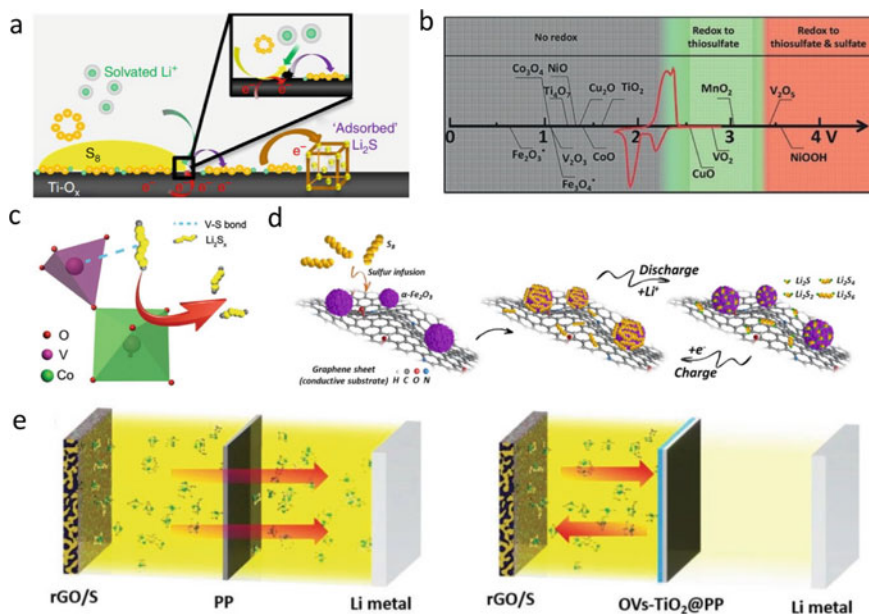 a
Solvated Li⁺
S₈
Ti-Oₓ
e⁻
'Adsorbed'
Li₂S
b
No redox
Redox to
thiosulfate
Redox to
thiosulfate & sulfate
Co₃O₄ NiO
Ti₄O₇
Cu₂O TiO₂
MnO₂
V₂O₅
0 1 2 3 4 V
Fe₂O₃⁺
V₂O₃
CoO
VO₂
NiOOH
Fe₃O₄⁺
CuO
c
V-S bond
Li₂Sₓ
O
V
Co
d
S₈
Sulfur infusion
α-Fe₂O₃
Graphene sheet
(conductive substrate)
H C O N
Discharge
+Li⁺
+e⁻
Charge
Li₂S Li₂S₄
Li₂S₂ Li₂S₆
e
rGO/S
PP
Li metal
rGO/S
OVs-TiO₂@PP
Li metal